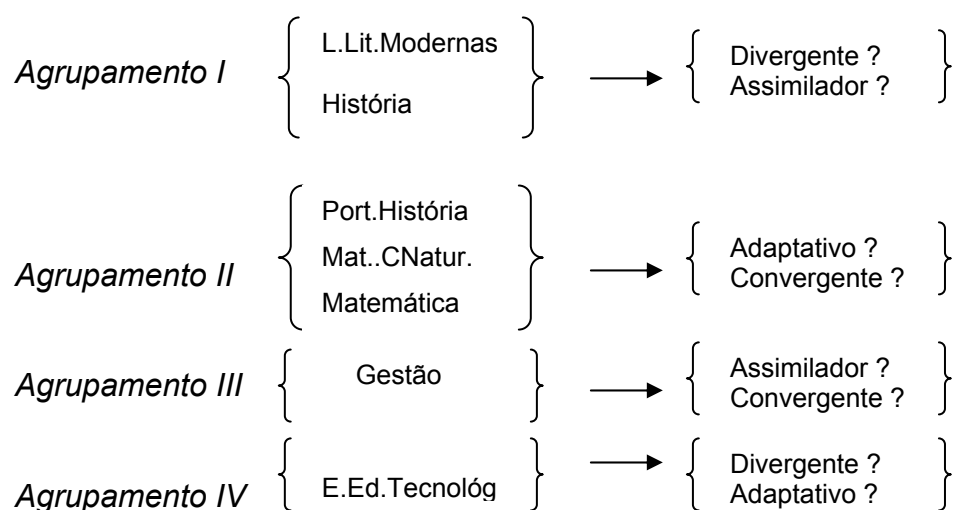 Agrupamento I
L.Lit.Modernas
História
Divergente ?
Assimilador ?
Agrupamento II
Port.História
Mat..CNatur.
Matemática
Adaptativo ?
Convergente ?
Agrupamento III
Gestão
Assimilador ?
Convergente ?
Agrupamento IV
E.Ed.Tecnológ
Divergente ?
Adaptativo ?